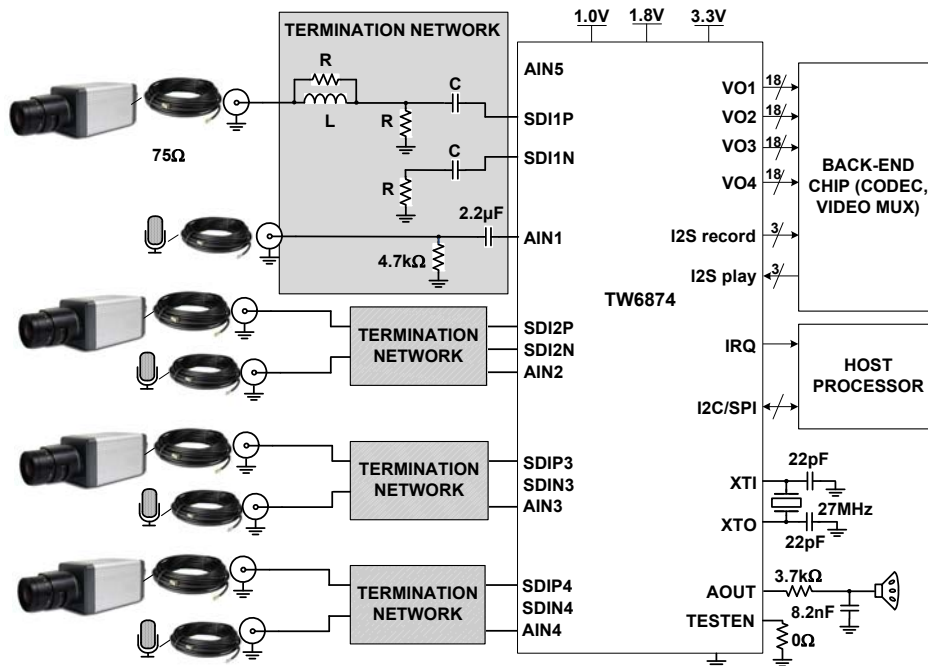 1.0V
1.8V
3.3V
TERMINATION NETWORK
R
L
R
C
C
R
75Ω
2.2µF
4.7kΩ
AIN5
SDI1P
SDI1N
AIN1
TERMINATION
NETWORK
SDI2P
SDI2N
AIN2
TERMINATION
NETWORK
SDIP3
SDIN3
AIN3
TERMINATION
NETWORK
SDIP4
SDIN4
AIN4
TW6874
VO1
18
VO2
18
VO3
18
VO4
18
I2S record
3
I2S play
3
BACK-END
CHIP (CODEC,
VIDEO MUX)
IRQ
I2C/SPI
HOST
PROCESSOR
XTI
22pF
27MHz
XTO
22pF
AOUT
3.7kΩ
8.2nF
TESTEN
0Ω